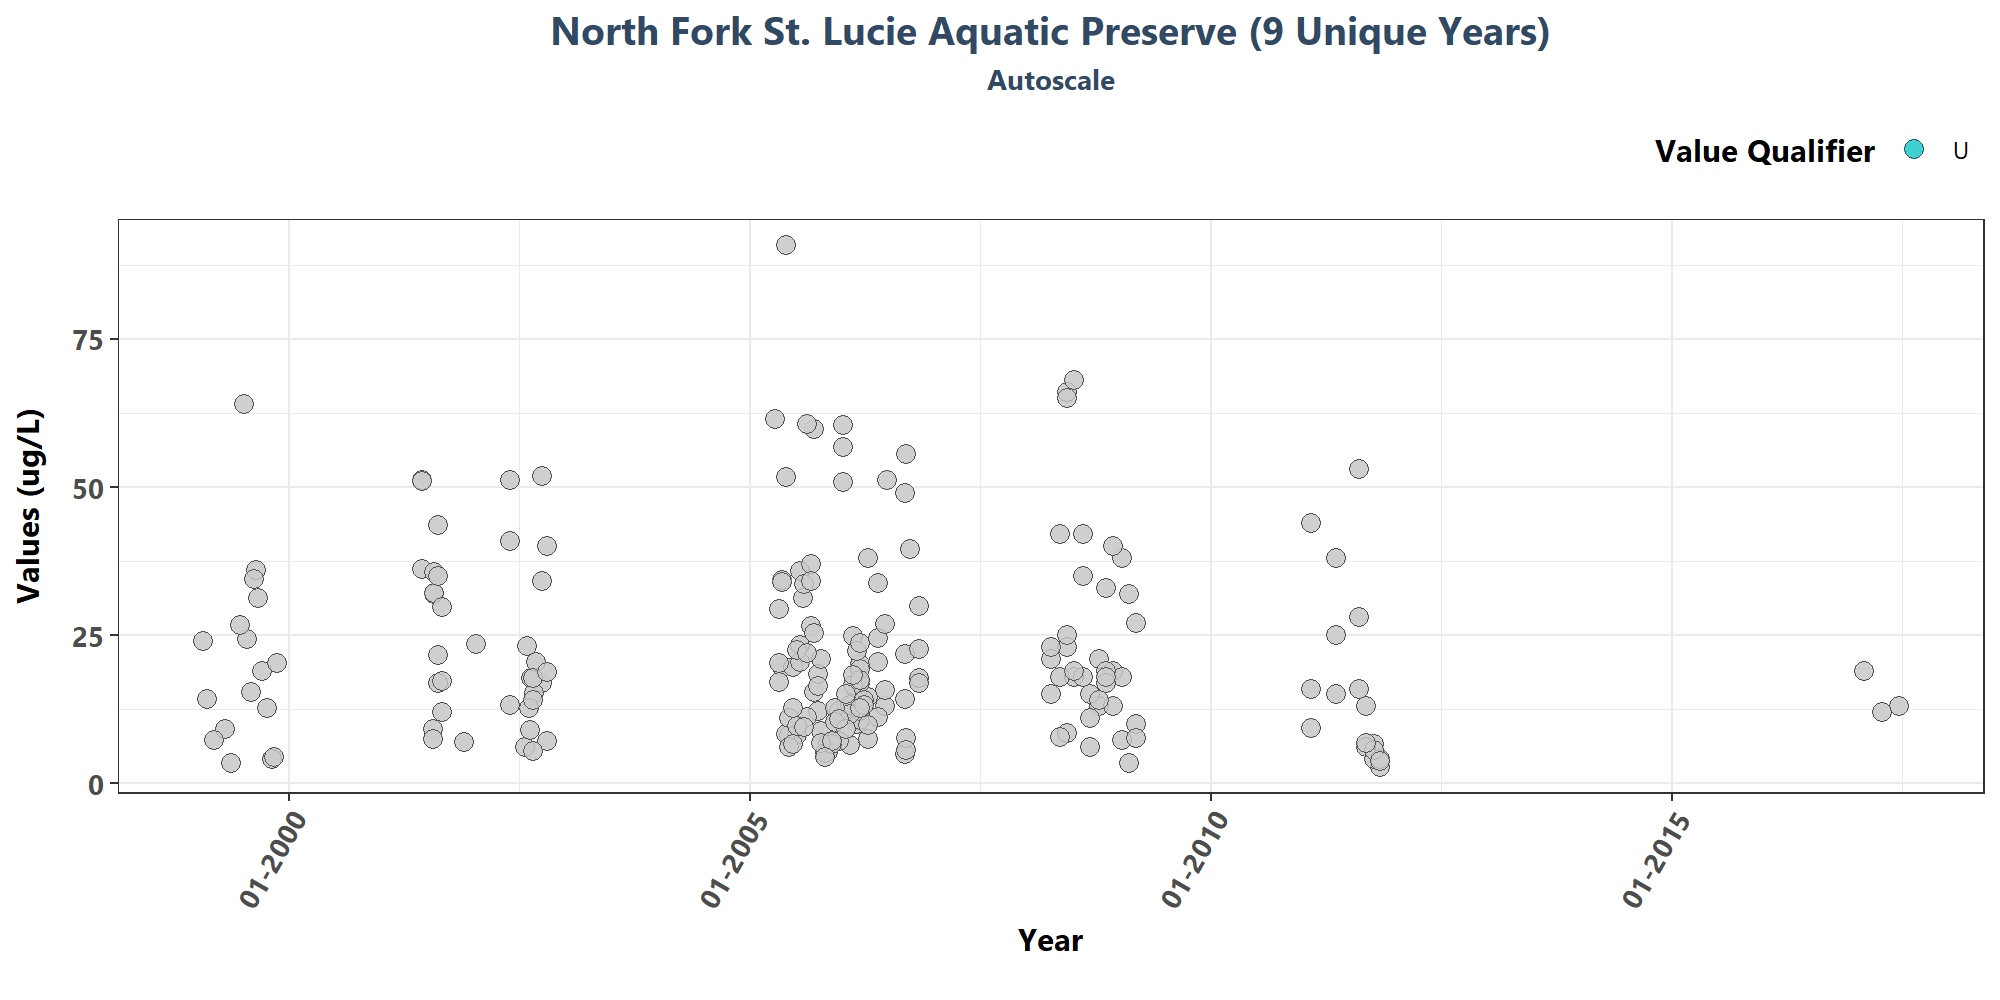 North Fork St. Lucie Aquatic Preserve (9 Unique Years)
Autoscale
Value Qualifier U
75
50
25
0
Values (ug/L)
01-2000
01-2005
01-2010
01-2015
Year